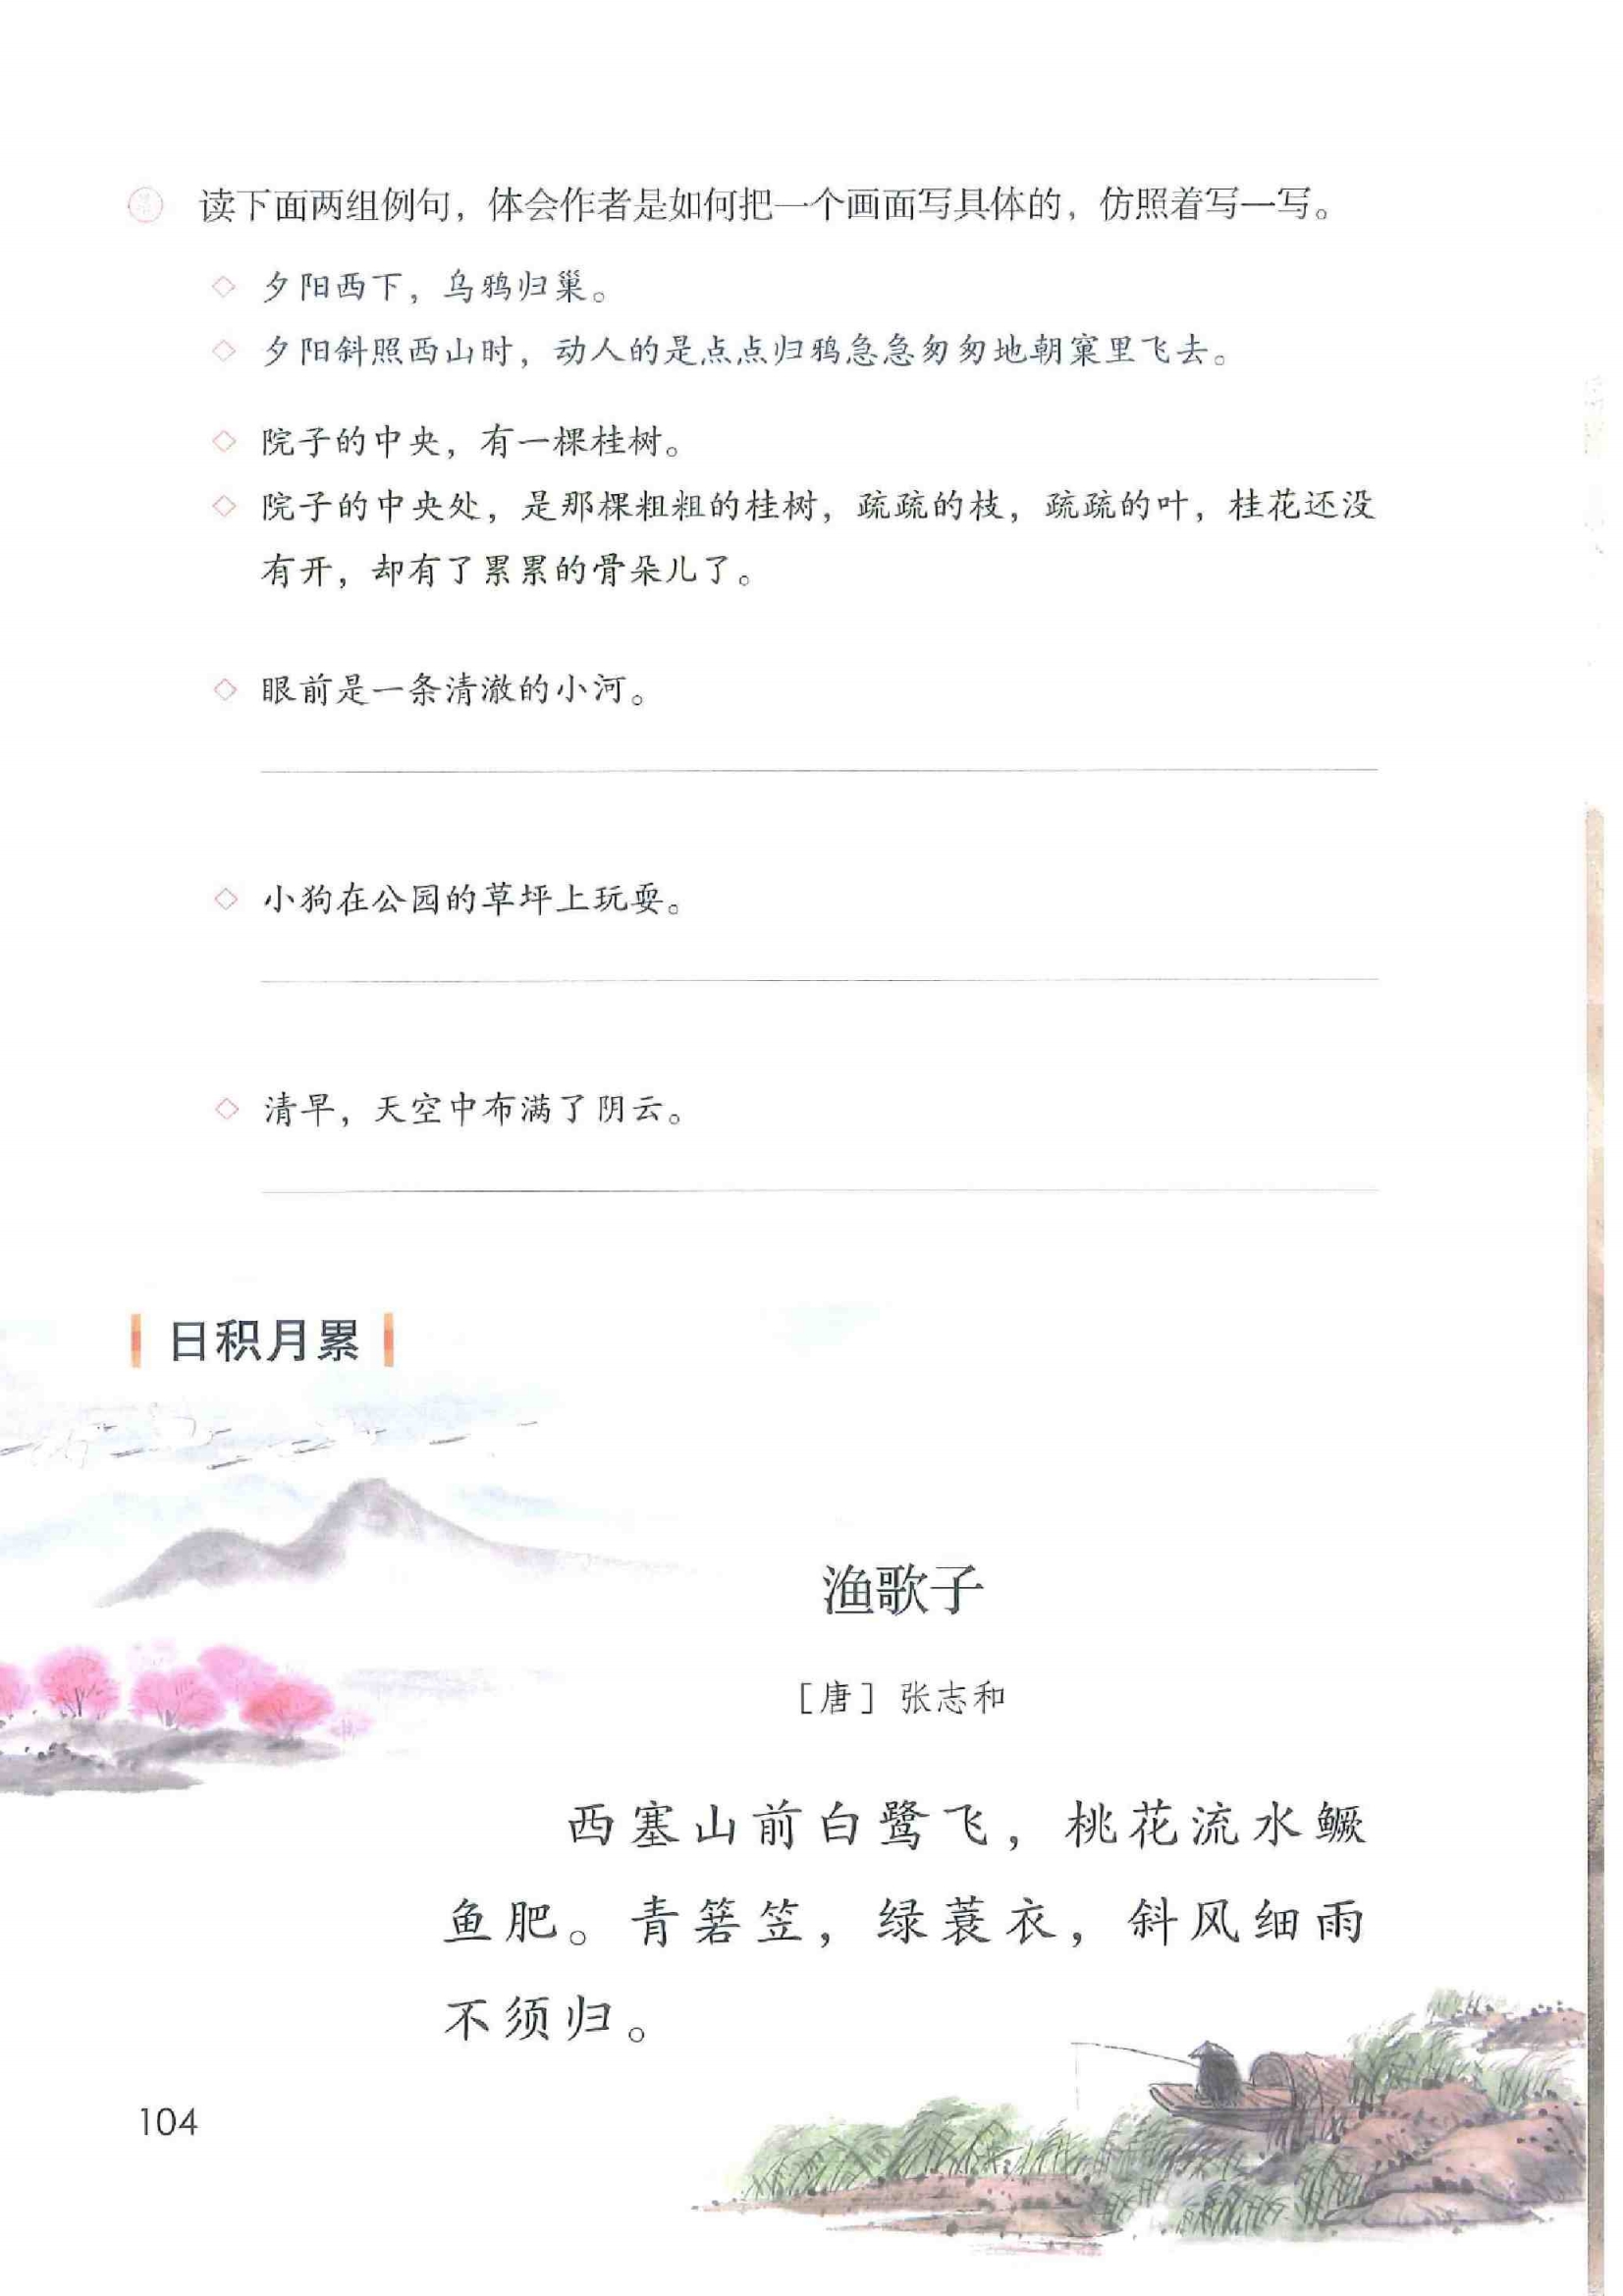 读下面两组例句，体会作者是如何把一个画面写具体的，仿照着写一写。
◇ 夕阳西下，乌鸦归巢。
◇ 夕阳斜照西山时，动人的是点点归鸦急急匆匆地朝窠里飞去。
◇ 院子的中央，有一棵桂树。
◇ 院子的中央处，是那棵粗粗的桂树，疏疏的枝，疏疏的叶，桂花还没
有开，却有了累累的骨朵儿了。
◇ 眼前是一条清澈的小河。
◇ 小狗在公园的草坪上玩耍。
◇ 清早，天空中布满了阴云。
日积月累
渔歌子
［唐］张志和
西塞山前白鹭飞，桃花流水鳜
鱼肥。青箬笠，绿蓑衣，斜风细雨
不须归。
104